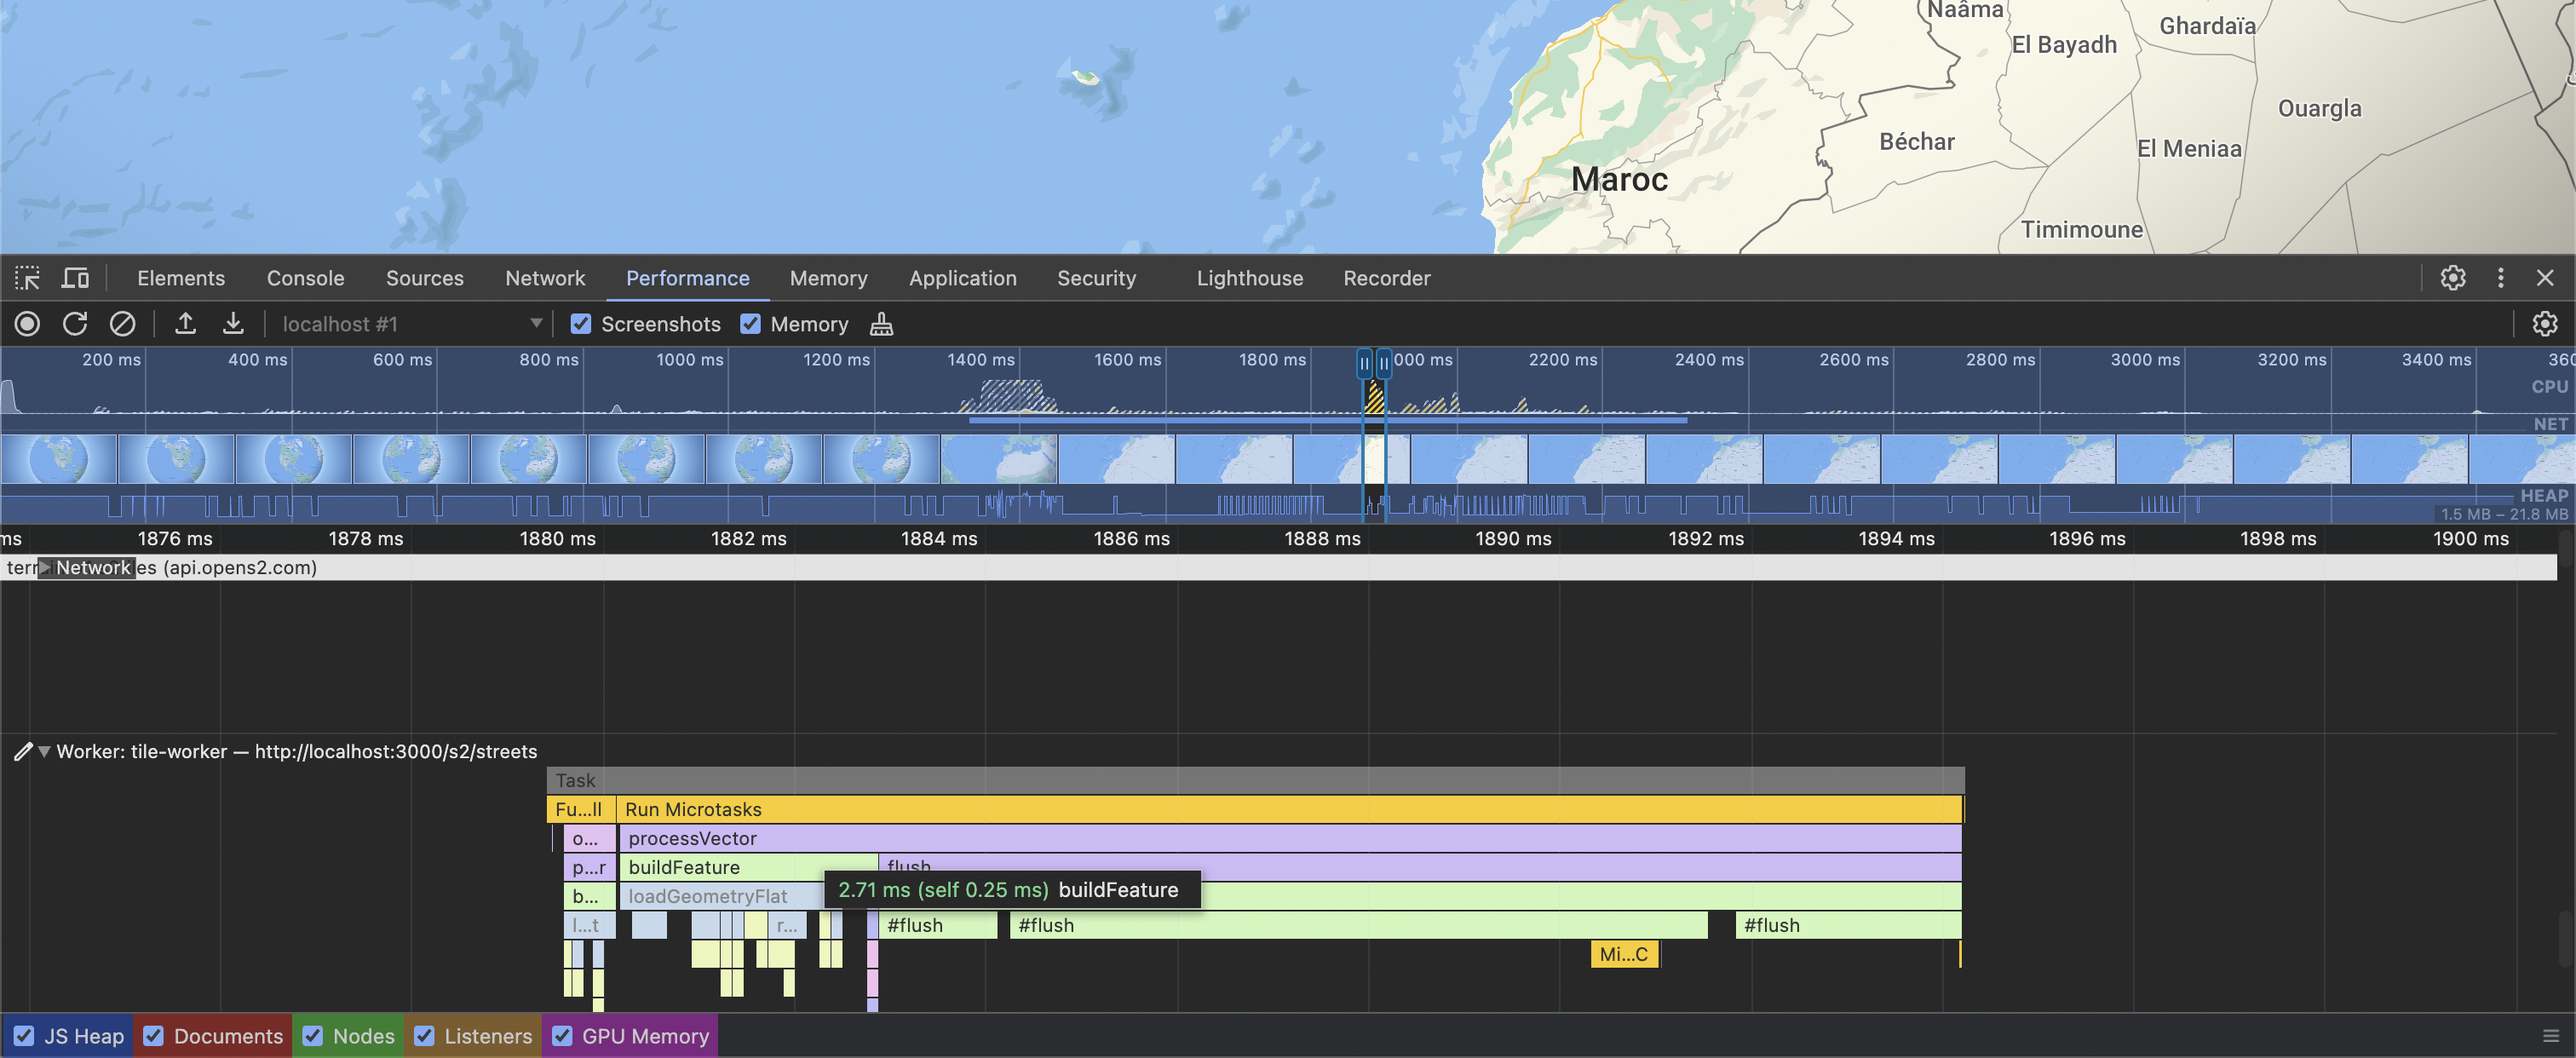 Naâma
Ghardaïa
El Bayadh
Ouargla
Béchar
El Meniaa
Maroc
Timimoune
Elements Console Sources Network Performance Memory Application Security Lighthouse Recorder
localhost #1 Screenshots Memory
200 ms 400 ms 600 ms 800 ms 1000 ms 1200 ms 1400 ms 1600 ms 1800 ms 000 ms 2200 ms 2400 ms 2600 ms 2800 ms 3000 ms 3200 ms 3400 ms 360
CPU
NET
HEAP
1.5 MB – 21.8 MB
ms 1876 ms 1878 ms 1880 ms 1882 ms 1884 ms 1886 ms 1888 ms 1890 ms 1892 ms 1894 ms 1896 ms 1898 ms 1900 ms
terr Network es (api.opens2.com)
Worker: tile-worker — http://localhost:3000/s2/streets
Task
Fu...ll Run Microtasks
o... processVector
p...r buildFeature flush
b... loadGeometryFlat 2.71 ms (self 0.25 ms) buildFeature
l...t r... #flush #flush #flush
Mi...C
JS Heap Documents Nodes Listeners GPU Memory